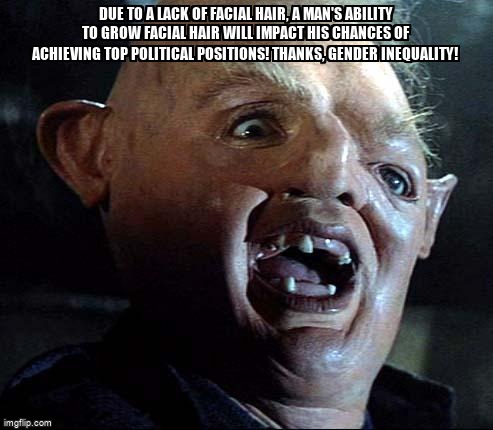 DUE TO A LACK OF FACIAL HAIR, A MAN'S ABILITY
TO GROW FACIAL HAIR WILL IMPACT HIS CHANCES OF
ACHIEVING TOP POLITICAL POSITIONS! THANKS, GENDER INEQUALITY!
imgflip.com